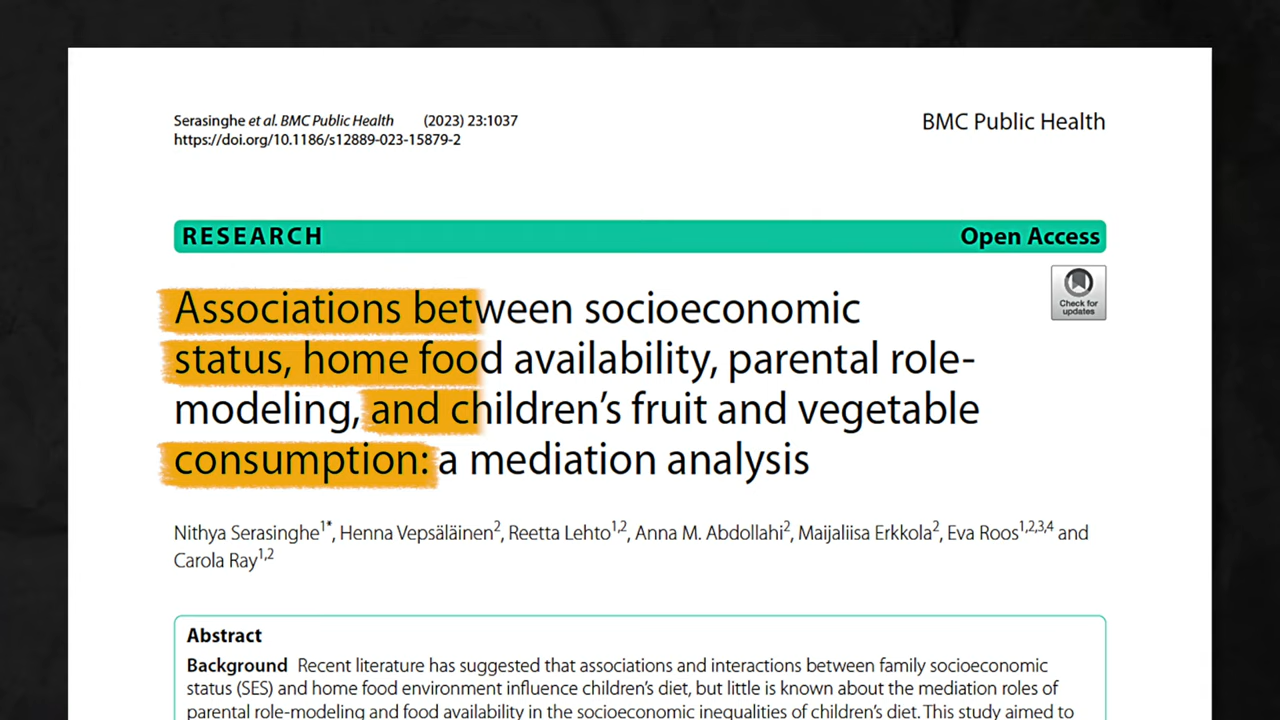 Serasinghe et al. BMC Public Health (2023) 23:1037
https://doi.org/10.1186/s12889-023-15879-2
BMC Public Health
RESEARCH Open Access
Check for
updates
Associations between socioeconomic
status, home food availability, parental role-
modeling, and children’s fruit and vegetable
consumption: a mediation analysis
Nithya Serasinghe1*, Henna Vepsäläinen2, Reetta Lehto1,2, Anna M. Abdollahi2, Maijaliisa Erkkola2, Eva Roos1,2,3,4 and
Carola Ray1,2
Abstract
Background Recent literature has suggested that associations and interactions between family socioeconomic
status (SES) and home food environment influence children’s diet, but little is known about the mediation roles of
parental role-modeling and food availability in the socioeconomic inequalities of children’s diet. This study aimed to